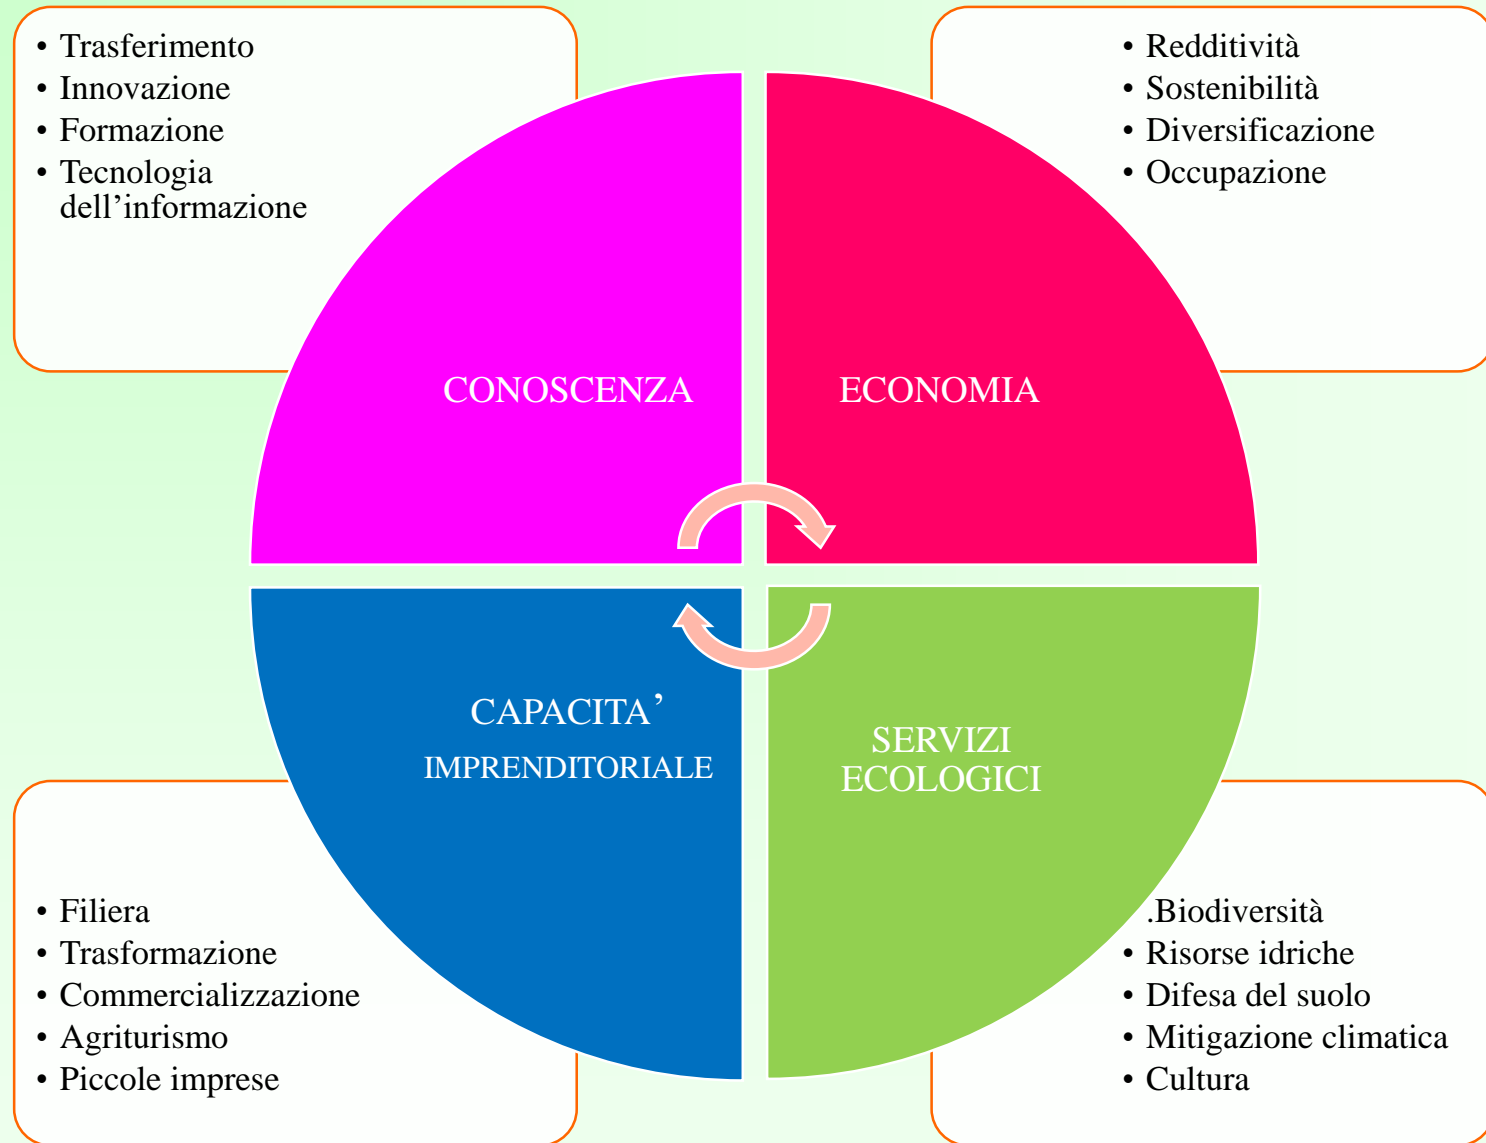 • Trasferimento
• Innovazione
• Formazione
• Tecnologia
dell’informazione
• Redditività
• Sostenibilità
• Diversificazione
• Occupazione
CONOSCENZA
ECONOMIA
CAPACITA’
IMPRENDITORIALE
SERVIZI
ECOLOGICI
• Filiera
• Trasformazione
• Commercializzazione
• Agriturismo
• Piccole imprese
.Biodiversità
• Risorse idriche
• Difesa del suolo
• Mitigazione climatica
• Cultura